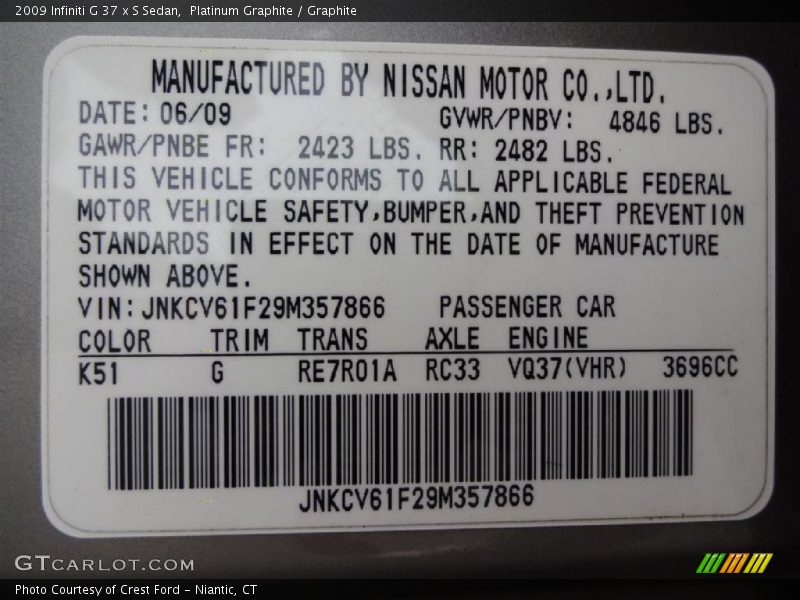 2009 Infiniti G 37 x S Sedan,  Platinum Graphite / Graphite
MANUFACTURED BY NISSAN MOTOR CO.,LTD.
DATE: 06/09 GVWR/PNBV: 4846 LBS.
GAWR/PNBE FR: 2423 LBS. RR: 2482 LBS.
THIS VEHICLE CONFORMS TO ALL APPLICABLE FEDERAL
MOTOR VEHICLE SAFETY,BUMPER,AND THEFT PREVENTION
STANDARDS IN EFFECT ON THE DATE OF MANUFACTURE
SHOWN ABOVE.
VIN: JNKCV61F29M357866 PASSENGER CAR
COLOR TRIM TRANS AXLE ENGINE
K51 G RE7R01A RC33 VQ37(VHR) 3696CC
JNKCV61F29M357866
GTCARLOT.COM
Photo Courtesy of Crest Ford - Niantic, CT